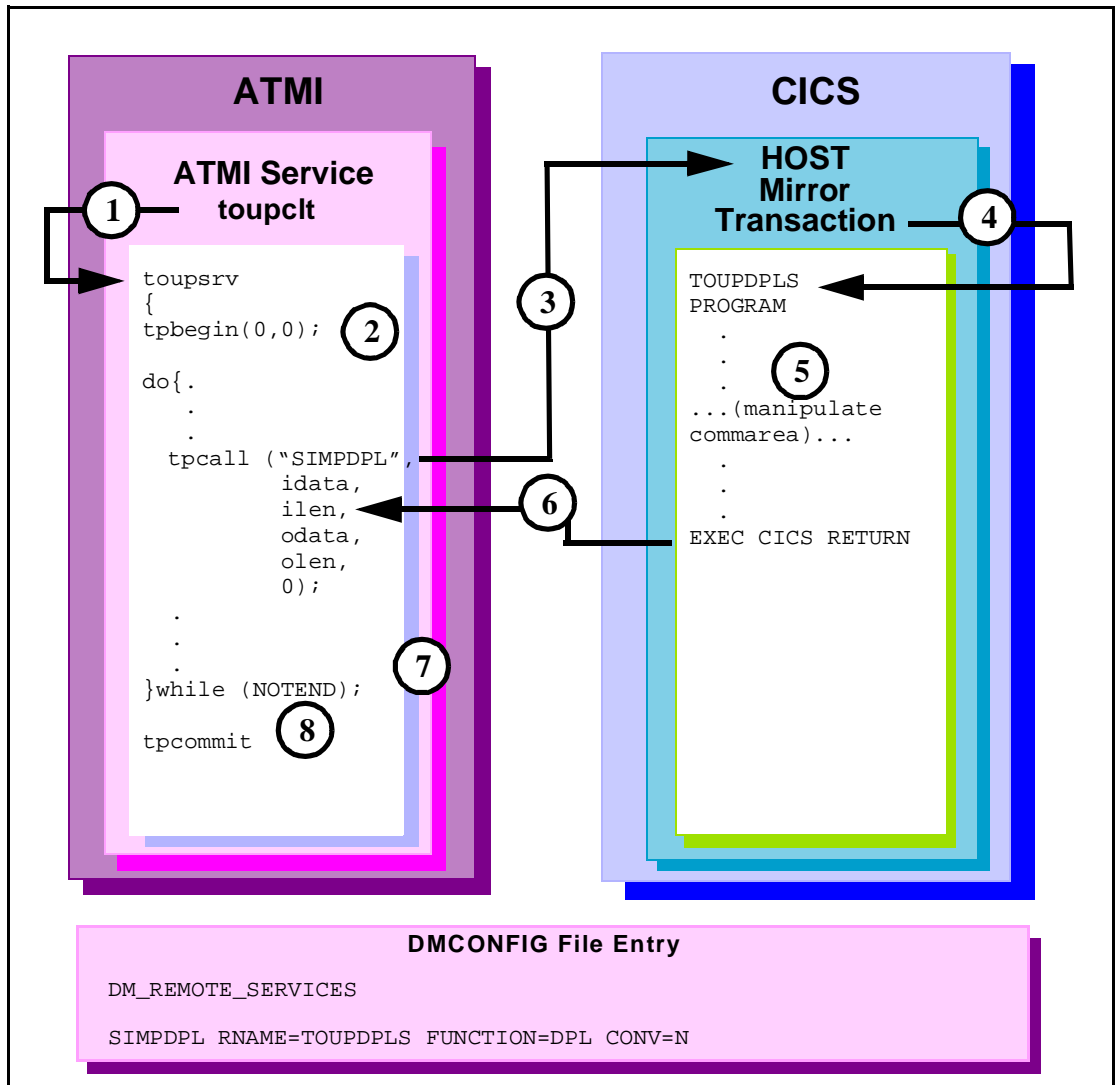 ATMI
ATMI Service
toupclt
1
toupsrv
{
tpbegin(0,0);
2
do{.
.
.
tpcall (“SIMPDPL”,
idata,
ilen,
odata,
olen,
0);
.
.
.
}while (NOTEND);
7
tpcommit
8
3
6
CICS
HOST
Mirror
Transaction
4
TOUPDPLS
PROGRAM
.
.
.
5
...(manipulate
commarea)...
.
.
.
EXEC CICS RETURN
DMCONFIG File Entry
DM_REMOTE_SERVICES
SIMPDPL RNAME=TOUPDPLS FUNCTION=DPL CONV=N